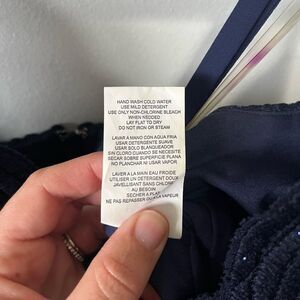 HAND WASH COLD WATER
USE MILD DETERGENT
USE ONLY NON-CHLORINE BLEACH
WHEN NEEDED
LAY FLAT TO DRY
DO NOT IRON OR STEAM
LAVAR A MANO CON AGUA FRIA
USAR DETERGENTE SUAVE
USAR SOLO BLANQUEADOR
SIN CLORO CUANDO SE NECESITE
SECAR SOBRE SUPERFICIE PLANA
NO PLANCHAR NI USAR VAPOR
LAVER A LA MAIN EAU FROIDE
UTILISER UN DETERGENT DOUX
JAVELLISANT SANS CHLORE
AU BESOIN
SECHER A PLAT
NE PAS REPASSER OU VAPEUR